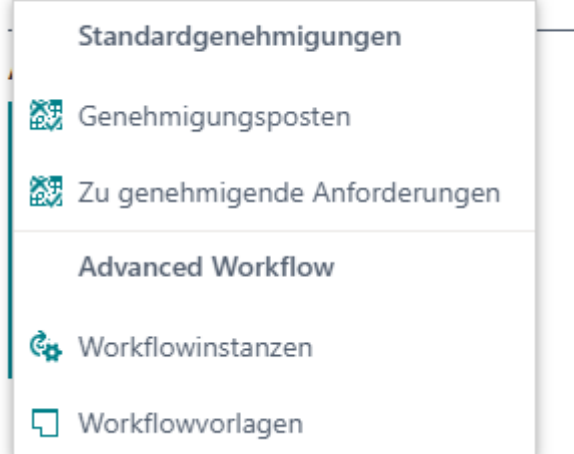 Standardgenehmigungen
Genehmigungsposten
Zu genehmigende Anforderungen
Advanced Workflow
Workflowinstanzen
Workflowvorlagen